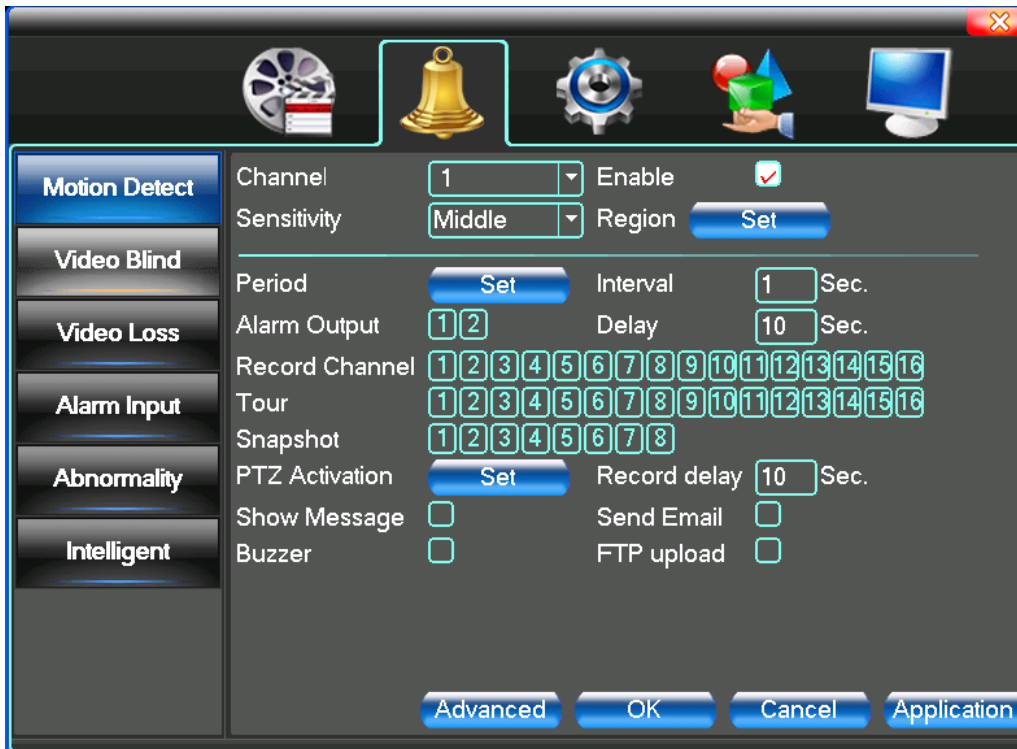 Motion Detect
Video Blind
Video Loss
Alarm Input
Abnormality
Intelligent
Channel 1 Enable
Sensitivity Middle Region Set
Period Set Interval 1 Sec.
Alarm Output 1 2 Delay 10 Sec.
Record Channel 1 2 3 4 5 6 7 8 9 10 11 12 13 14 15 16
Tour 1 2 3 4 5 6 7 8 9 10 11 12 13 14 15 16
Snapshot 1 2 3 4 5 6 7 8
PTZ Activation Set Record delay 10 Sec.
Show Message Send Email
Buzzer FTP upload
Advanced OK Cancel Application